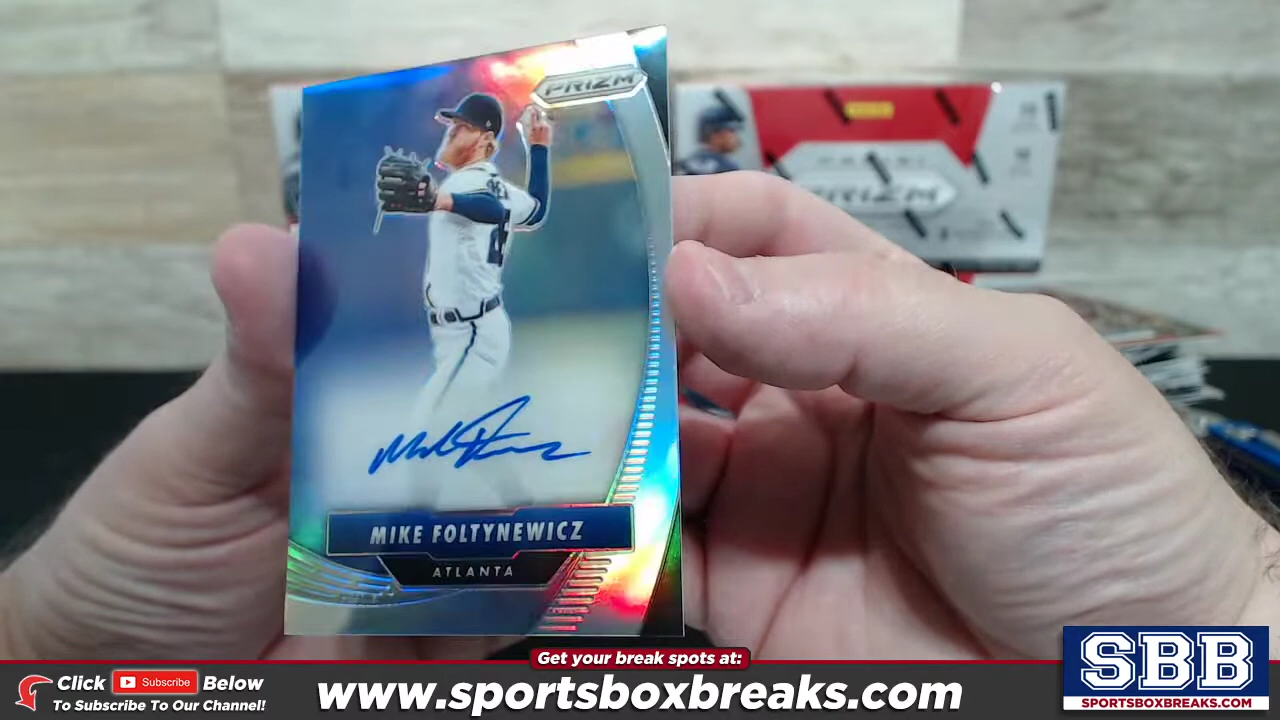 PRIZM
PANINI
PRIZM
MIKE FOLTYNEWICZ
ATLANTA
Get your break spots at:
Click Subscribe Below
To Subscribe To Our Channel!
www.sportsboxbreaks.com
SBB
SPORTSBOXBREAKS.COM